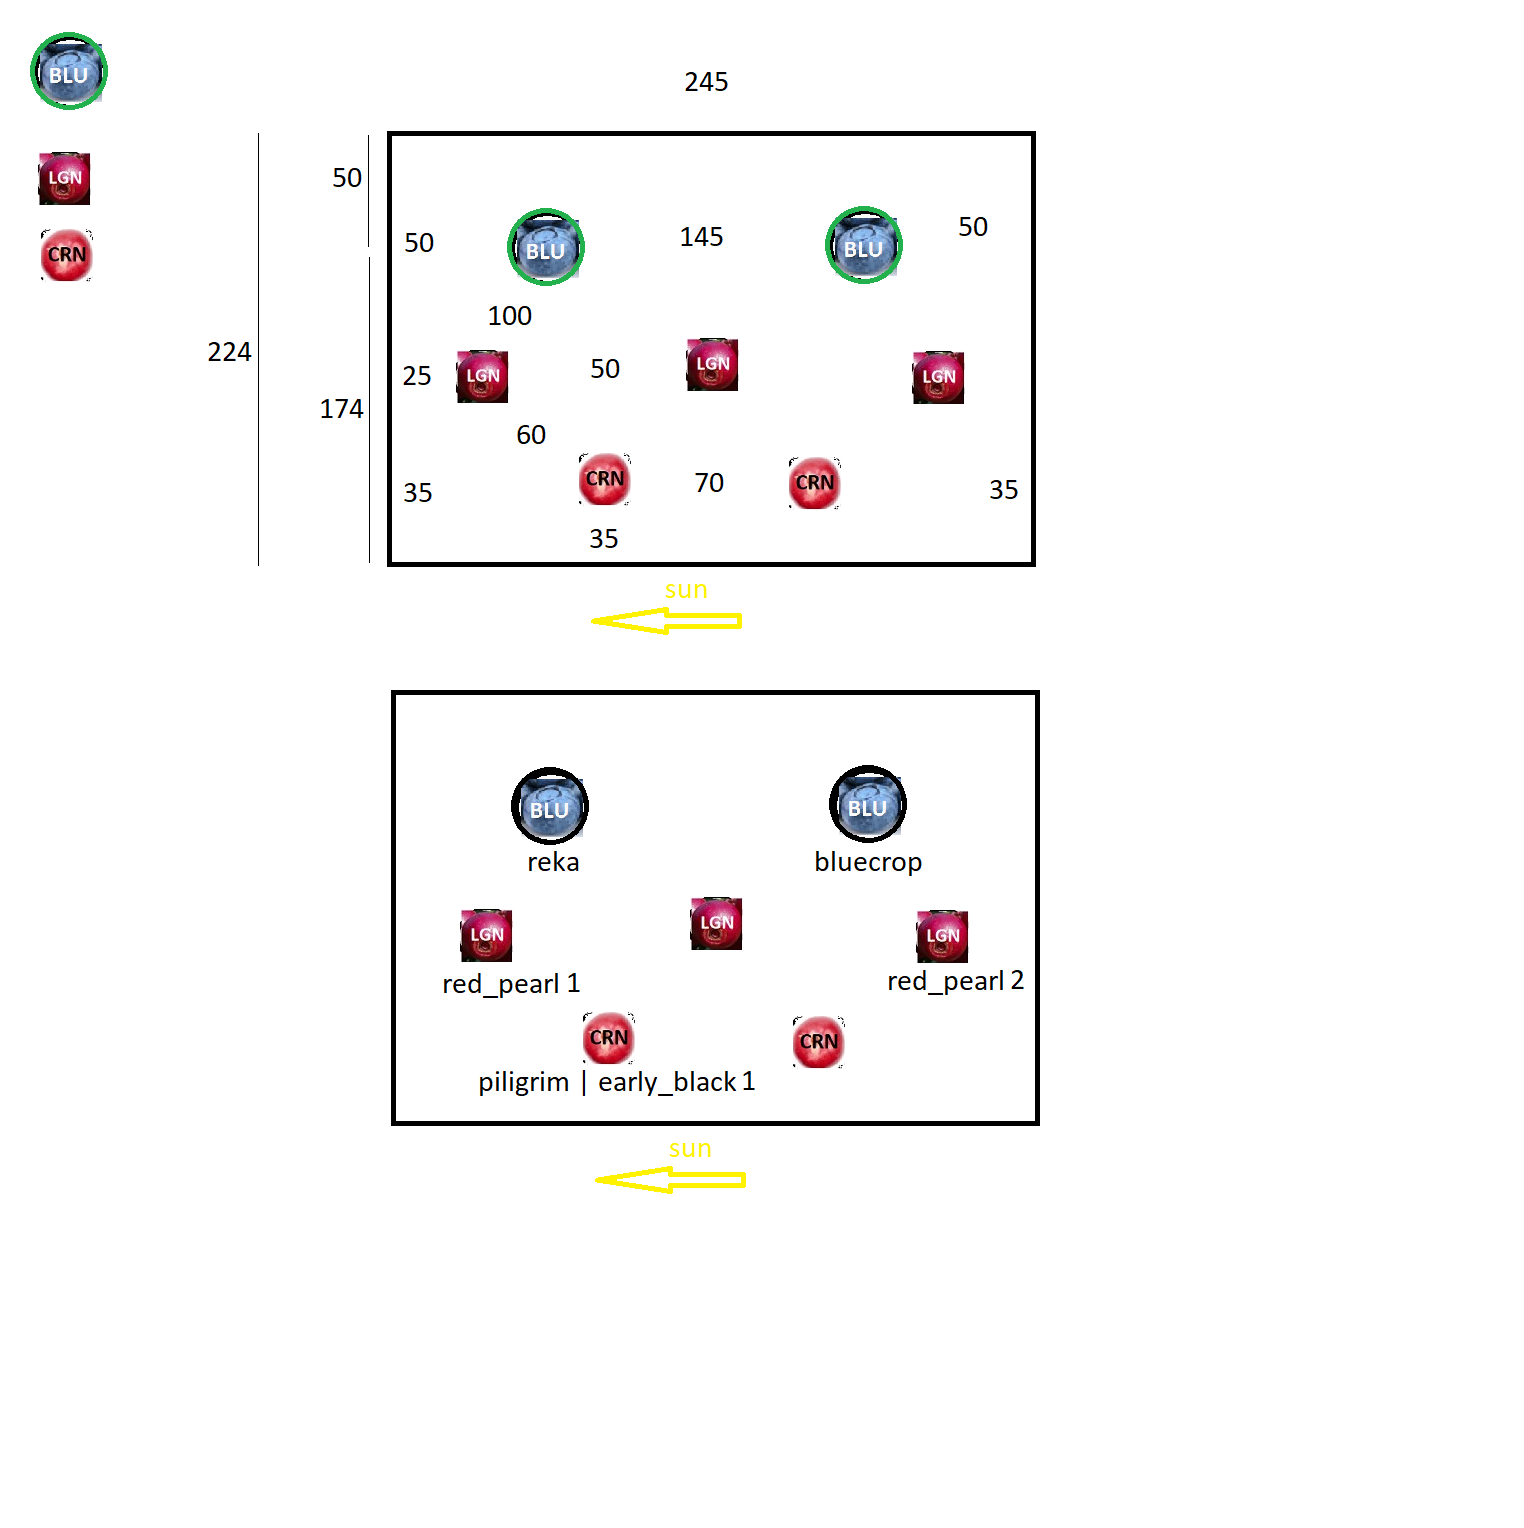 BLU
245
LGN
50
CRN
50
BLU
145
BLU
50
100
224
174
25
LGN
50
LGN
LGN
60
35
CRN
70
CRN
35
35
sun
BLU
BLU
reka
bluecrop
LGN
LGN
LGN
red_pearl 1
red_pearl 2
CRN
CRN
piligrim | early_black 1
sun